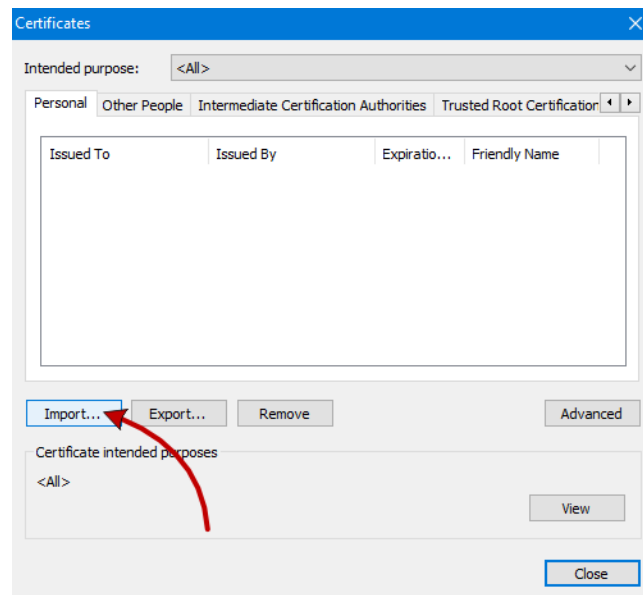 Certificates
Intended purpose: <All>
Personal Other People Intermediate Certification Authorities Trusted Root Certification
Issued To Issued By Expiratio... Friendly Name
Import... Export... Remove Advanced
Certificate intended purposes
<All>
View
Close